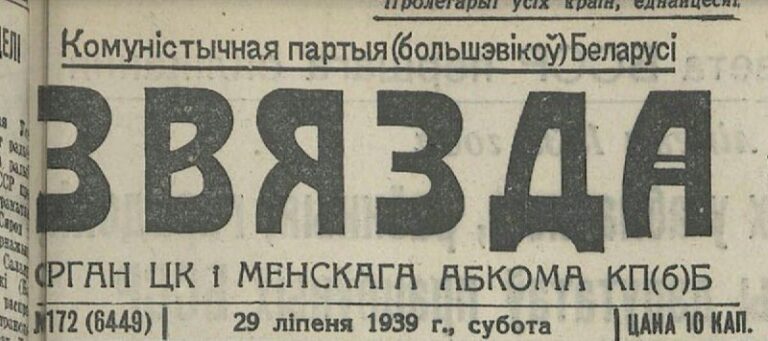 Пролетарыі ўсіх краін, еднайцеся!
Комуністычная партыя (большэвікоў) Беларусі
ЗВЯЗДА
ОРГАН ЦК і МЕНСКАГА АБКОМА КП(б)Б
№172 (6449) | 29 ліпеня 1939 г., субота | ЦАНА 10 КАП.